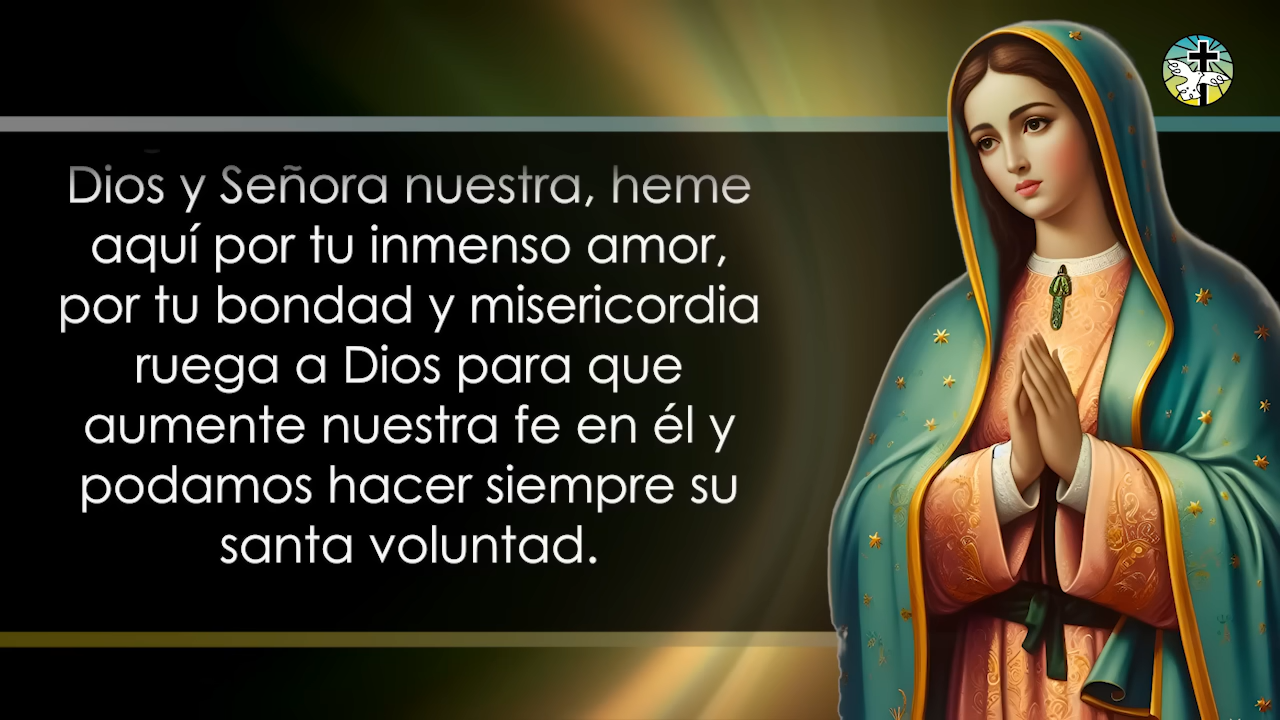 Dios y Señora nuestra, heme
aquí por tu inmenso amor,
por tu bondad y misericordia
ruega a Dios para que
aumente nuestra fe en él y
podamos hacer siempre su
santa voluntad.